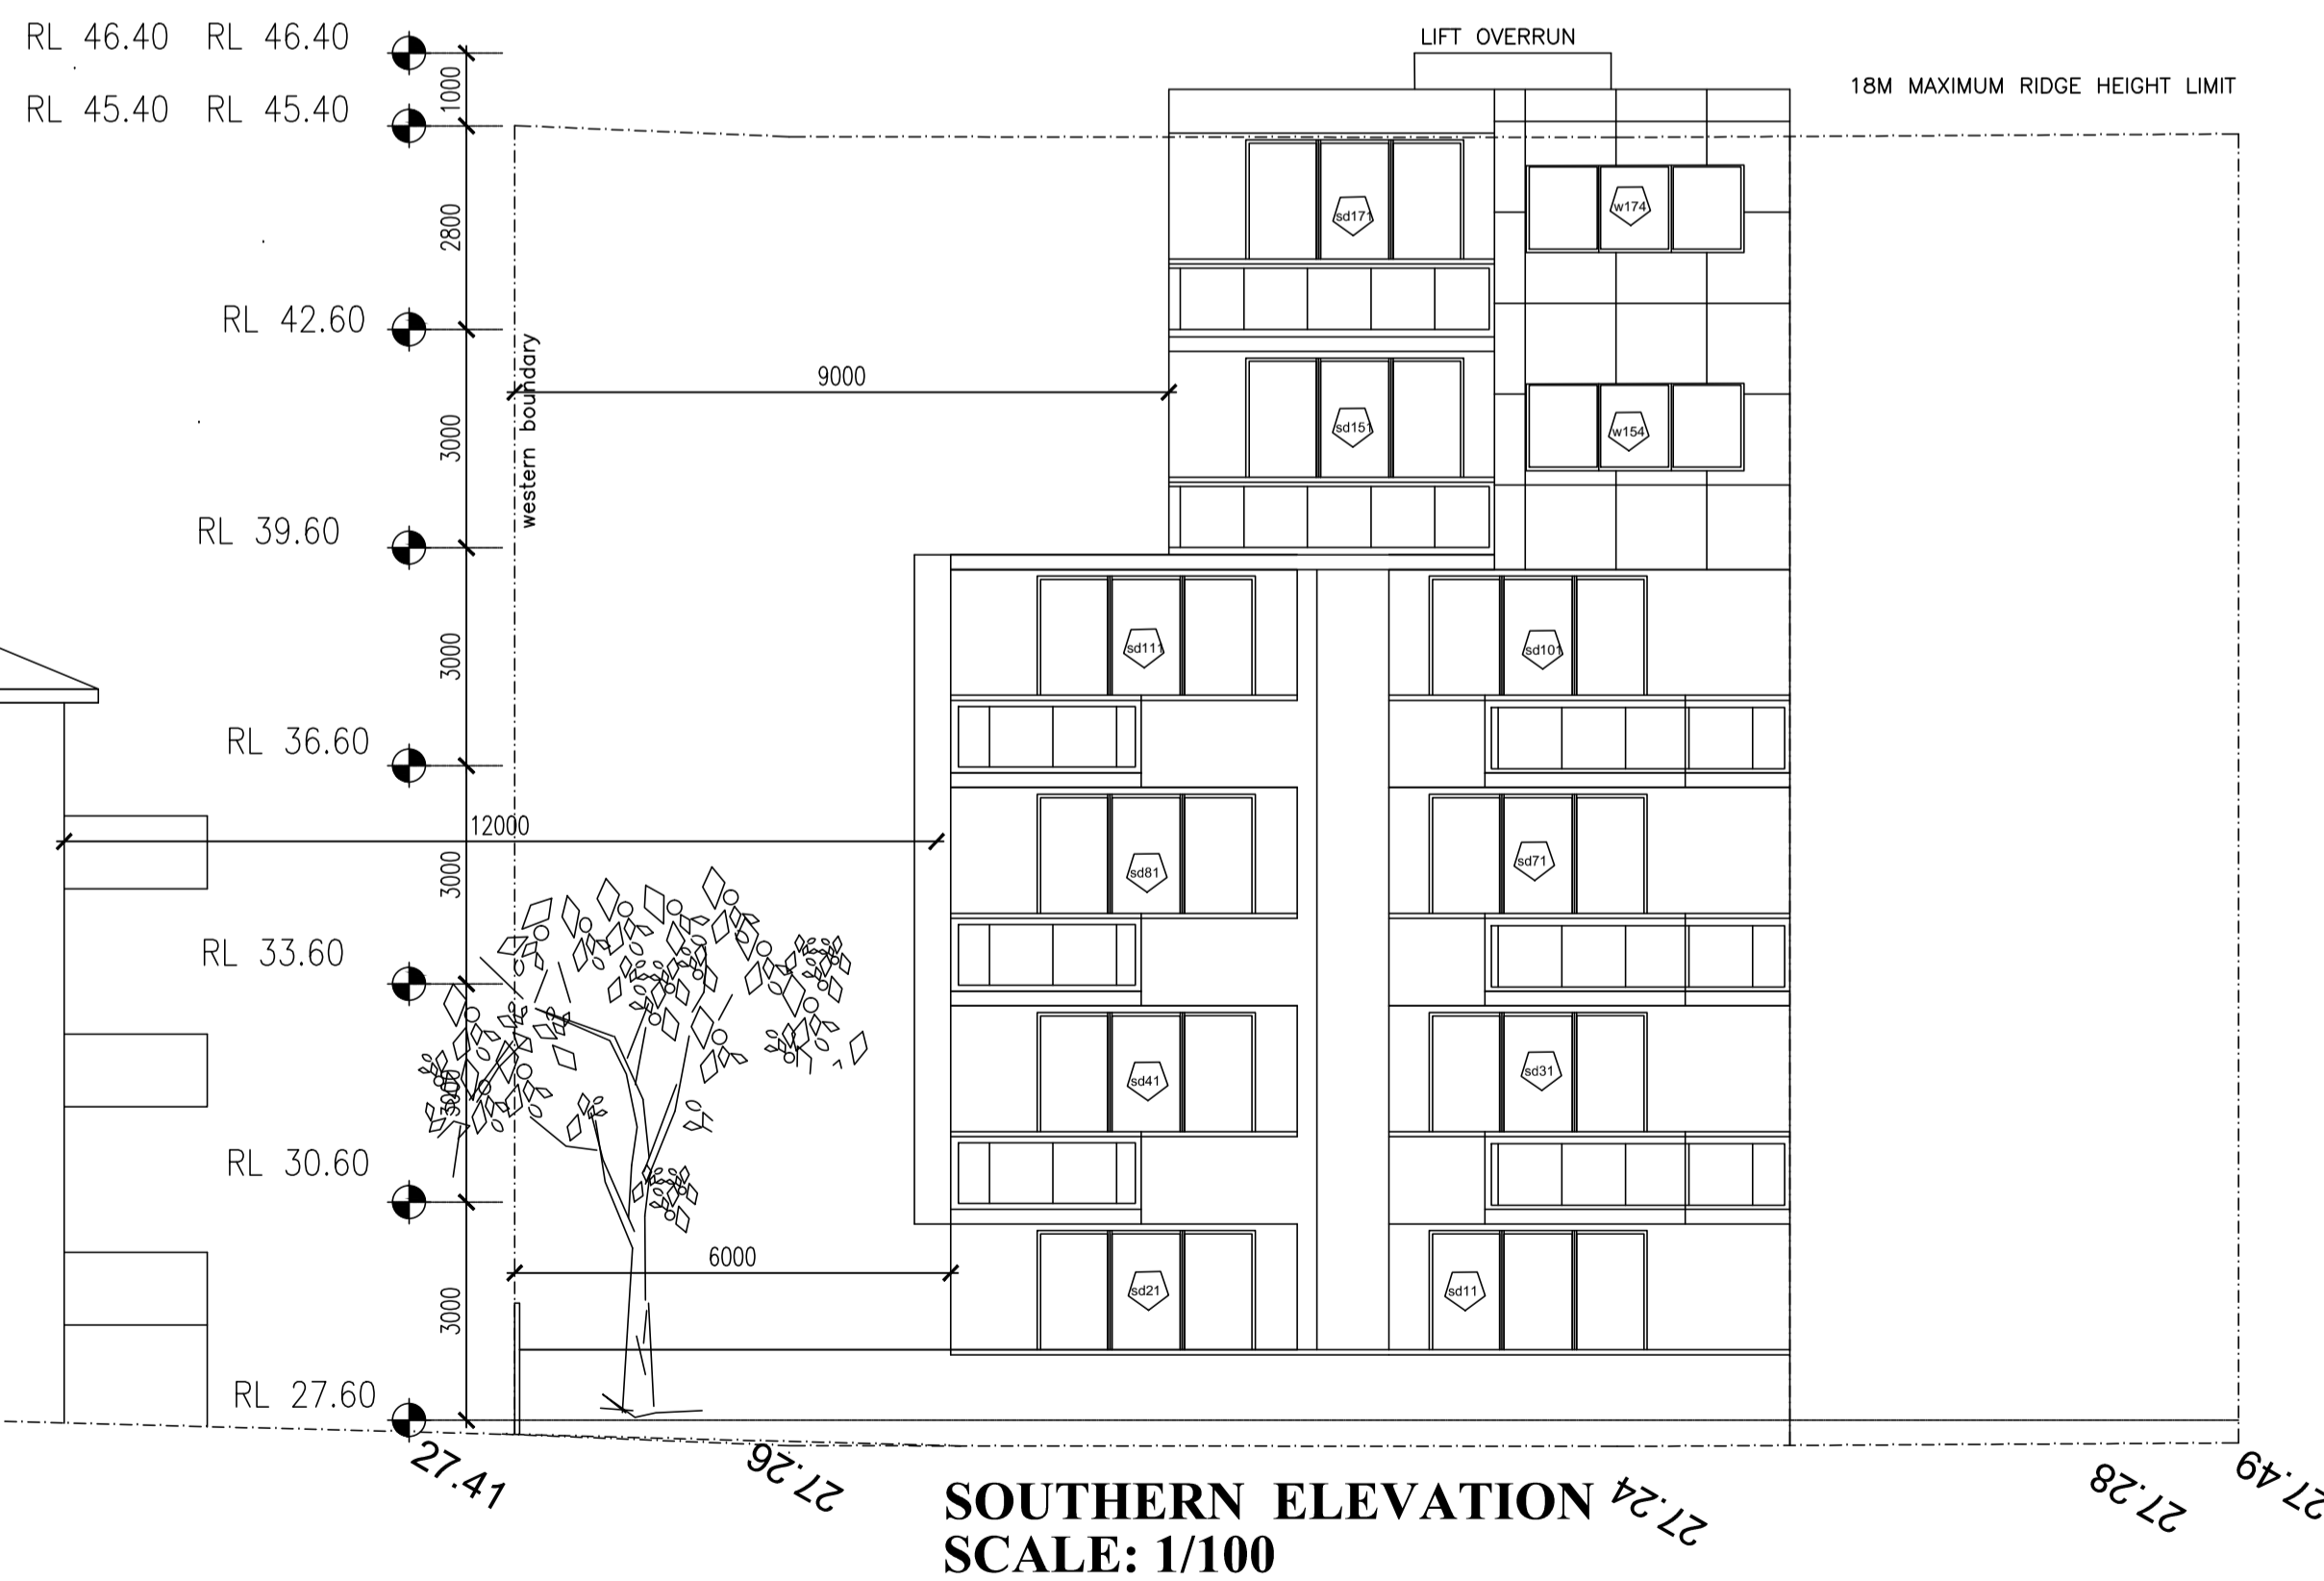 RL 46.40 RL 46.40
LIFT OVERRUN
1000
18M MAXIMUM RIDGE HEIGHT LIMIT
RL 45.40 RL 45.40
2800
sd171
w174
RL 42.60
western boundary
9000
3000
sd151
w154
RL 39.60
3000
sd111
sd101
RL 36.60
12000
3000
sd81
sd71
RL 33.60
3000
sd41
sd31
RL 30.60
6000
3000
sd21
sd11
RL 27.60
27.41
27.26
27.24
27.28
27.49
SOUTHERN ELEVATION
SCALE: 1/100